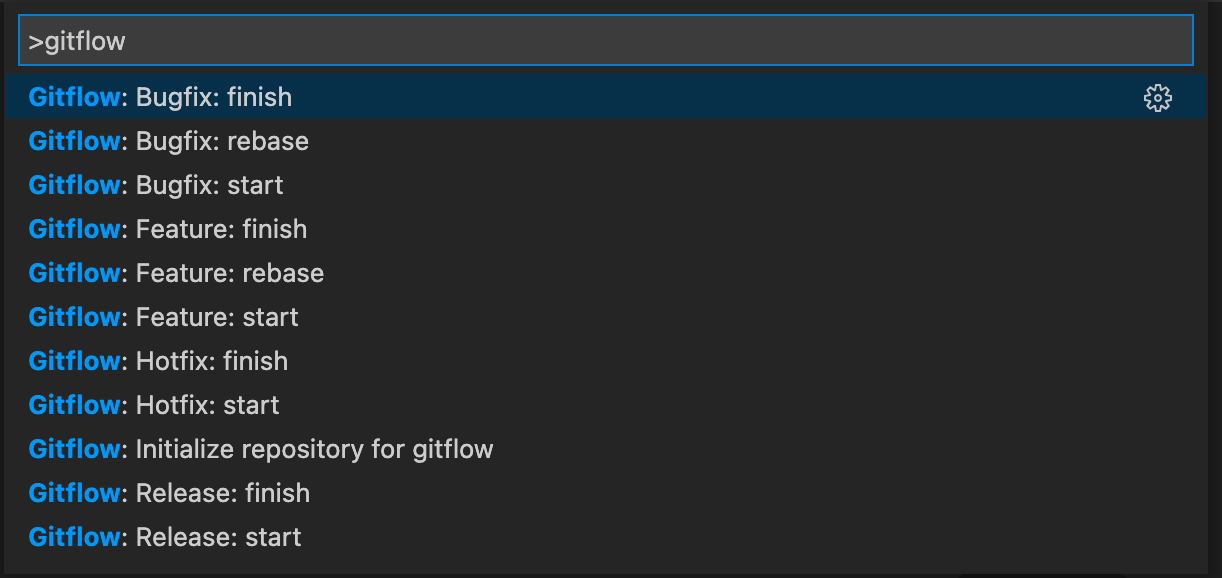 >gitflow
Gitflow: Bugfix: finish
Gitflow: Bugfix: rebase
Gitflow: Bugfix: start
Gitflow: Feature: finish
Gitflow: Feature: rebase
Gitflow: Feature: start
Gitflow: Hotfix: finish
Gitflow: Hotfix: start
Gitflow: Initialize repository for gitflow
Gitflow: Release: finish
Gitflow: Release: start